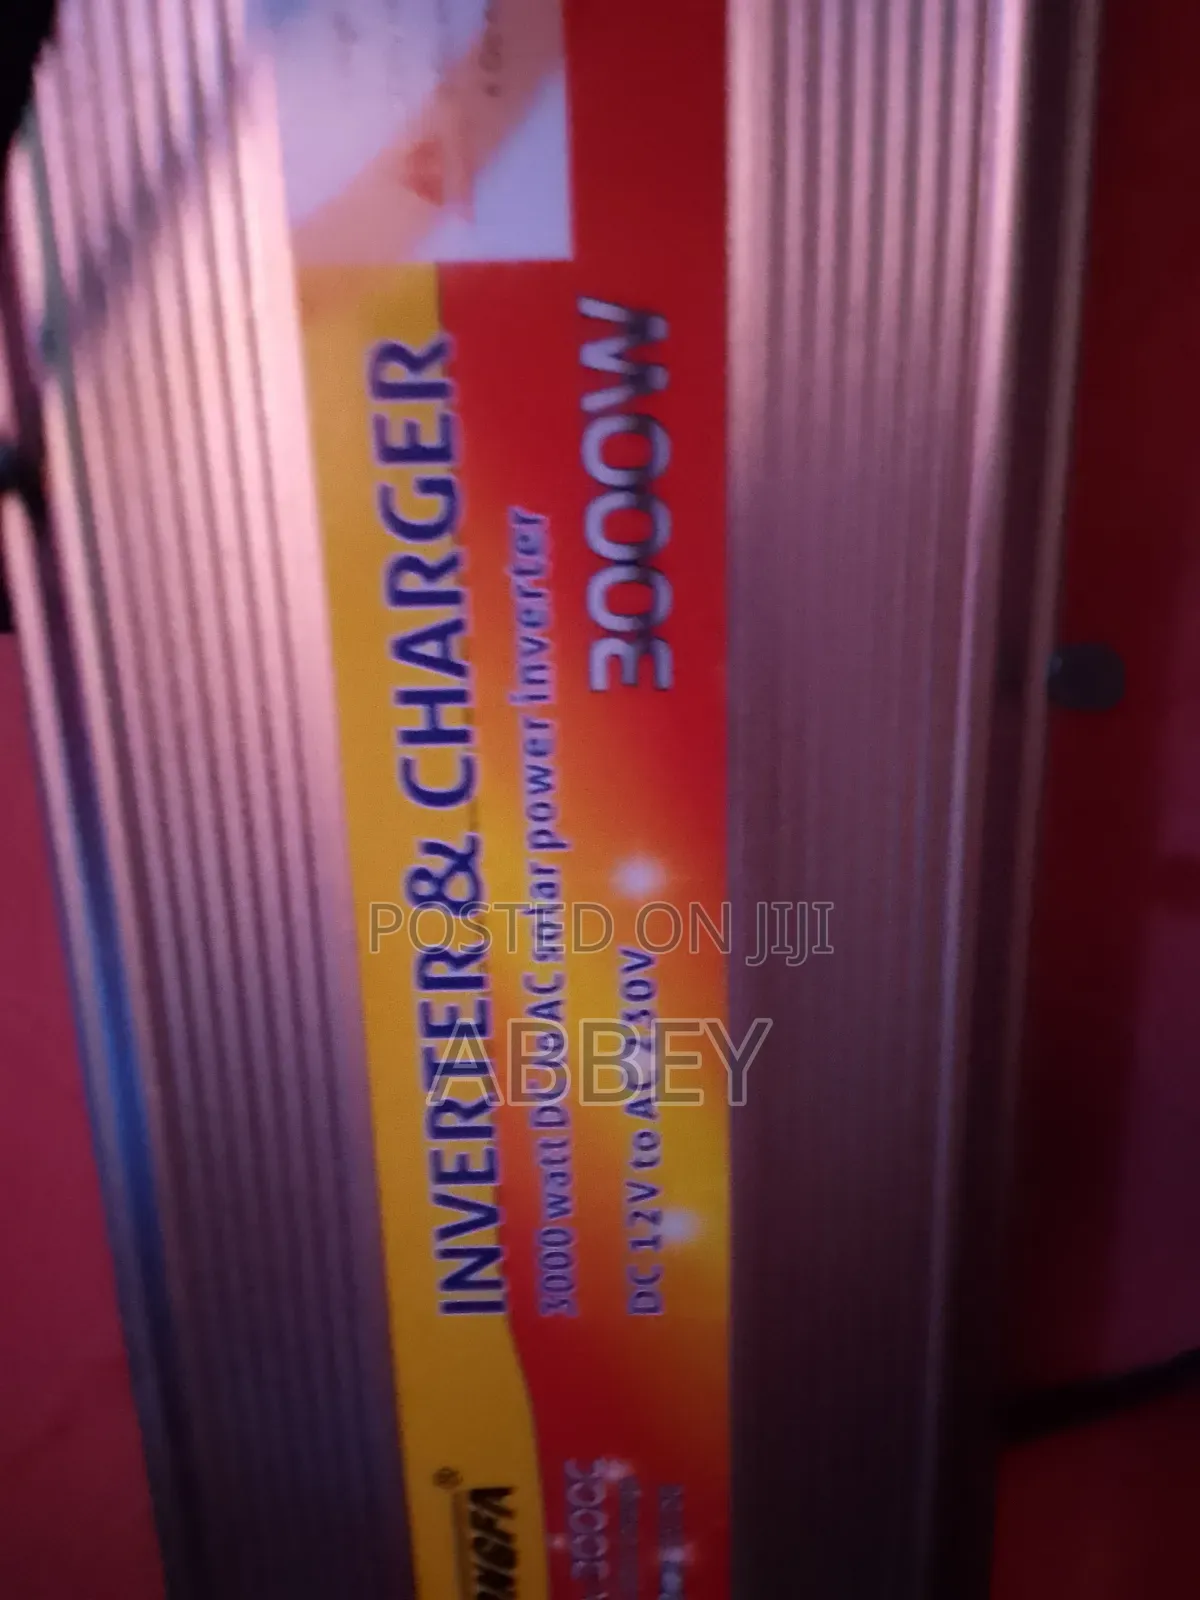 INVERTER & CHARGER
3000 watt DC to AC solar power inverter
3000W
DC 12V to AC 230V
®
POSTED ON JIJI
ABBEY